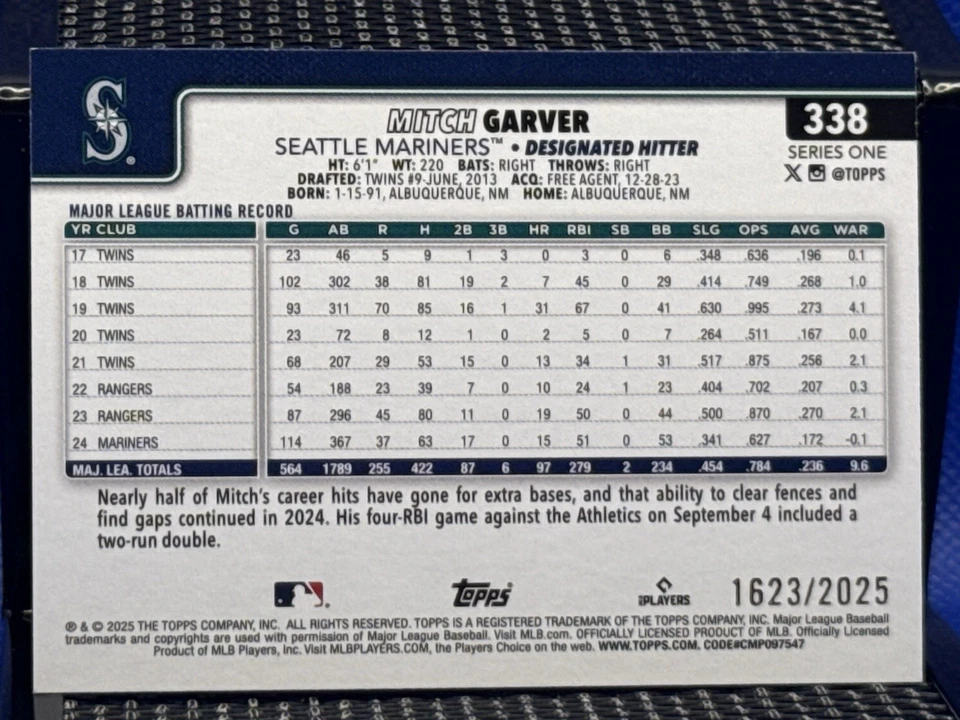 S
MITCH GARVER
338
SEATTLE MARINERS™ • DESIGNATED HITTER
SERIES ONE
HT: 6'1" WT: 220 BATS: RIGHT THROWS: RIGHT
X @TOPPS
DRAFTED: TWINS #9-JUNE, 2013 ACQ: FREE AGENT, 12-28-23
BORN: 1-15-91, ALBUQUERQUE, NM HOME: ALBUQUERQUE, NM
MAJOR LEAGUE BATTING RECORD
YR CLUB G AB R H 2B 3B HR RBI SB BB SLG OPS AVG WAR
17 TWINS 23 46 5 9 1 3 0 3 0 6 .348 .636 .196 0.1
18 TWINS 102 302 38 81 19 2 7 45 0 29 .414 .749 .268 1.0
19 TWINS 93 311 70 85 16 1 31 67 0 41 .630 .995 .273 4.1
20 TWINS 23 72 8 12 1 0 2 5 0 7 .264 .511 .167 0.0
21 TWINS 68 207 29 53 15 0 13 34 1 31 .517 .875 .256 2.1
22 RANGERS 54 188 23 39 7 0 10 24 1 23 .404 .702 .207 0.3
23 RANGERS 87 296 45 80 11 0 19 50 0 44 .500 .870 .270 2.1
24 MARINERS 114 367 37 63 17 0 15 51 0 53 .341 .627 .172 -0.1
MAJ. LEA. TOTALS 564 1789 255 422 87 6 97 279 2 234 .454 .784 .236 9.6
Nearly half of Mitch's career hits have gone for extra bases, and that ability to clear fences and
find gaps continued in 2024. His four-RBI game against the Athletics on September 4 included a
two-run double.
Topps
MLB PLAYERS
1623/2025
® & © 2025 THE TOPPS COMPANY, INC. ALL RIGHTS RESERVED. TOPPS IS A REGISTERED TRADEMARK OF THE TOPPS COMPANY, INC. Major League Baseball
trademarks and copyrights are used with permission of Major League Baseball. Visit MLB.com. OFFICIALLY LICENSED PRODUCT OF MLB. Officially Licensed
Product of MLB Players, Inc. Visit MLBPLAYERS.COM, the Players Choice on the web. WWW.TOPPS.COM. CODE#CMP097547